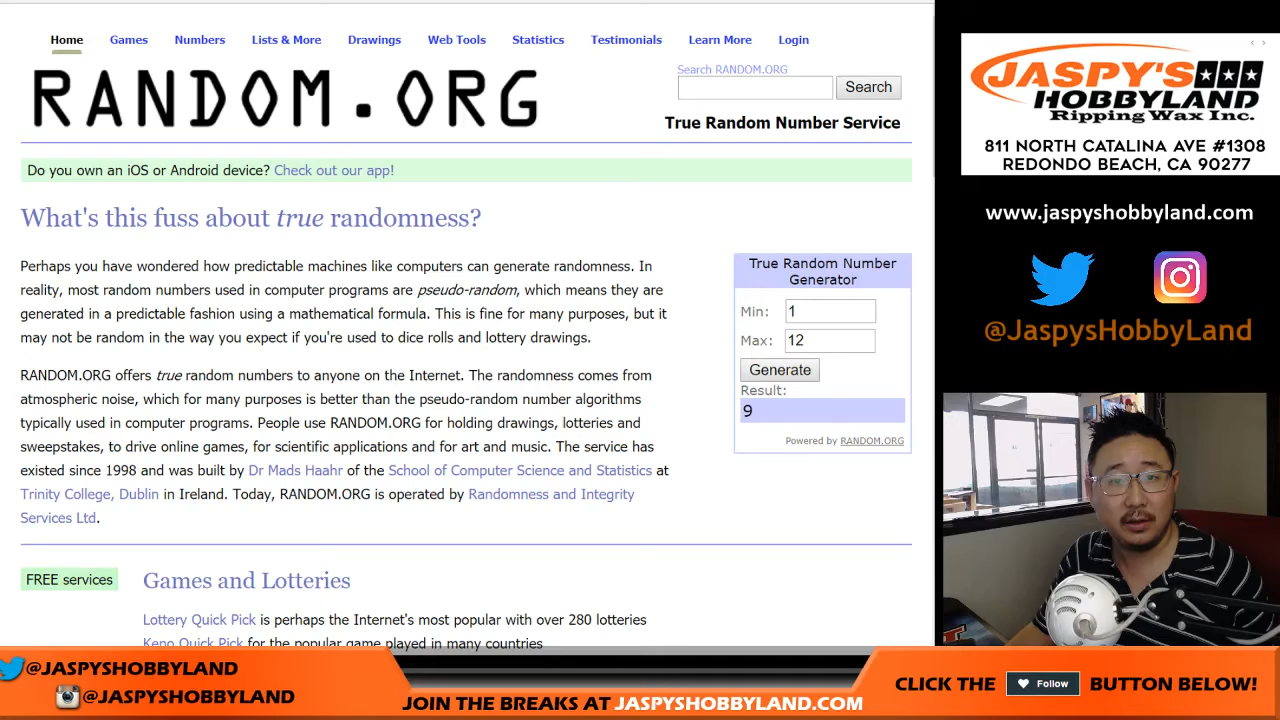 Home
Games
Numbers
Lists & More
Drawings
Web Tools
Statistics
Testimonials
Learn More
Login
RANDOM.ORG
Search RANDOM.ORG
Search
True Random Number Service
Do you own an iOS or Android device? Check out our app!
What's this fuss about true randomness?
Perhaps you have wondered how predictable machines like computers can generate randomness. In
reality, most random numbers used in computer programs are pseudo-random, which means they are
generated in a predictable fashion using a mathematical formula. This is fine for many purposes, but it
may not be random in the way you expect if you're used to dice rolls and lottery drawings.
RANDOM.ORG offers true random numbers to anyone on the Internet. The randomness comes from
atmospheric noise, which for many purposes is better than the pseudo-random number algorithms
typically used in computer programs. People use RANDOM.ORG for holding drawings, lotteries and
sweepstakes, to drive online games, for scientific applications and for art and music. The service has
existed since 1998 and was built by Dr Mads Haahr of the School of Computer Science and Statistics at
Trinity College, Dublin in Ireland. Today, RANDOM.ORG is operated by Randomness and Integrity
Services Ltd.
True Random Number
Generator
Min: 1
Max: 12
Generate
Result:
9
Powered by RANDOM.ORG
FREE services
Games and Lotteries
Lottery Quick Pick is perhaps the Internet's most popular with over 280 lotteries
Keno Quick Pick for the popular game played in many countries
JASPY'S
HOBBYLAND
Ripping Wax Inc.
811 NORTH CATALINA AVE #1308
REDONDO BEACH, CA 90277
www.jaspyshobbyland.com
@JaspysHobbyLand
@JASPYSHOBBYLAND
@JASPYSHOBBYLAND
JOIN THE BREAKS AT JASPYSHOBBYLAND.COM
CLICK THE Follow BUTTON BELOW!